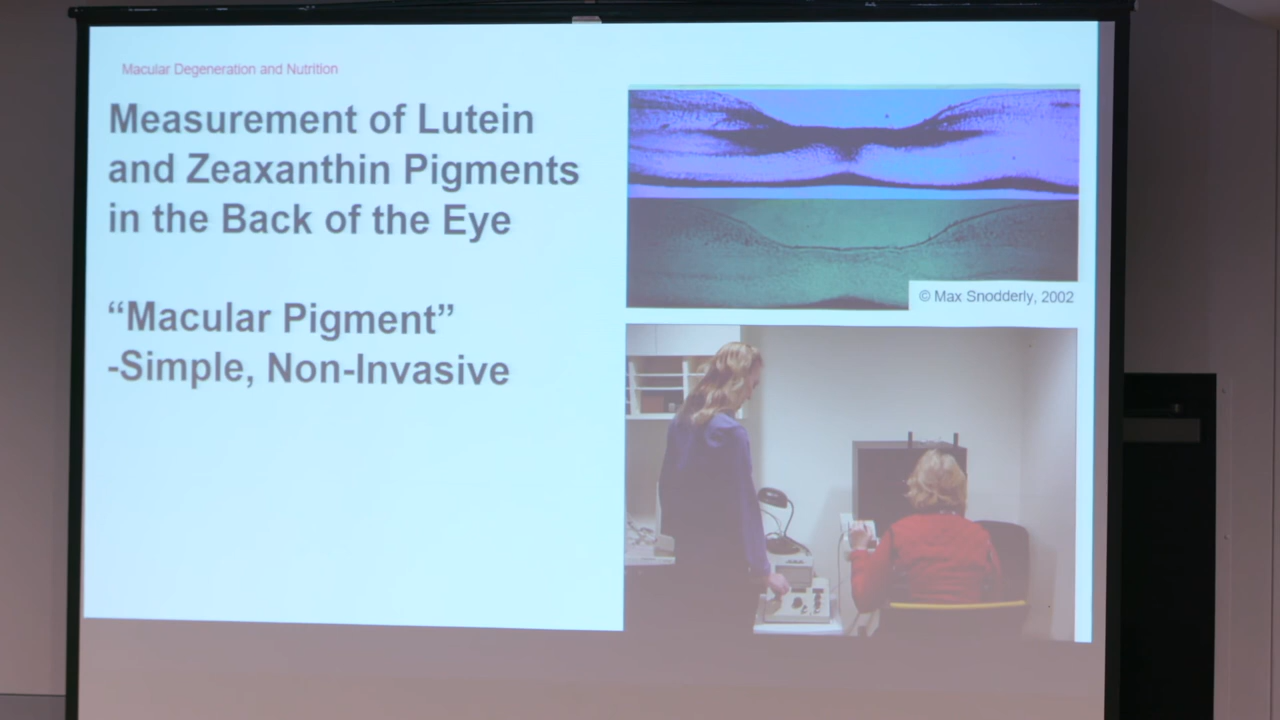 Macular Degeneration and Nutrition
Measurement of Lutein
and Zeaxanthin Pigments
in the Back of the Eye
“Macular Pigment”
-Simple, Non-Invasive
© Max Snodderly, 2002